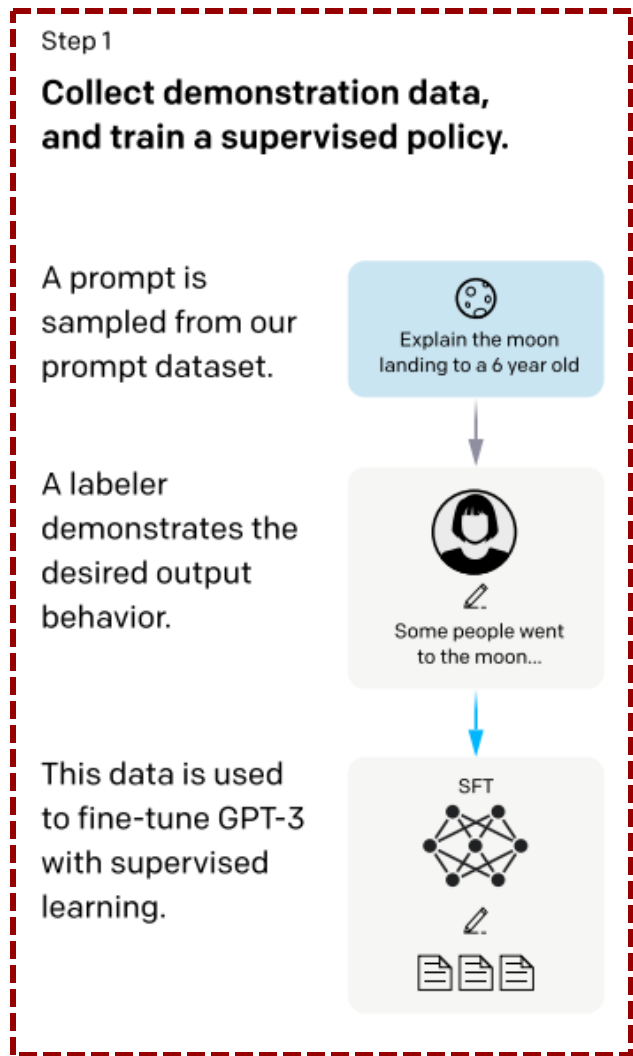 Step 1
Collect demonstration data,
and train a supervised policy.
A prompt is
sampled from our
prompt dataset.
Explain the moon
landing to a 6 year old
A labeler
demonstrates the
desired output
behavior.
Some people went
to the moon...
This data is used
to fine-tune GPT-3
with supervised
learning.
SFT